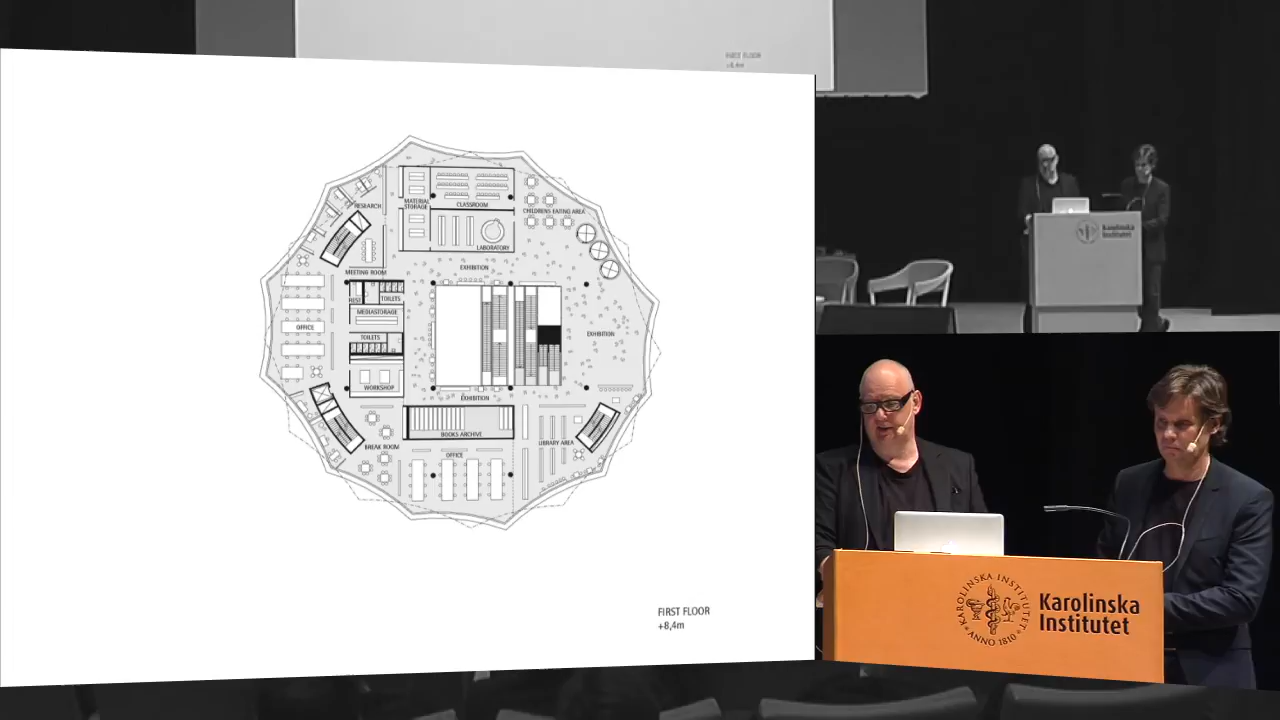 FIRST FLOOR
+8,4m
RESEARCH
MATERIAL
STORAGE
CLASSROOM
CHILDRENS EATING AREA
LABORATORY
EXHIBITION
MEETING ROOM
REST
TOILETS
MEDIASTORAGE
OFFICE
EXHIBITION
TOILETS
WORKSHOP
EXHIBITION
BOOKS ARCHIVE
BREAK ROOM
LIBRARY AREA
OFFICE
FIRST FLOOR
+8,4m
Karolinska
Institutet
KAROLINSKA INSTITUTET
ANNO 1810
Karolinska
Institutet